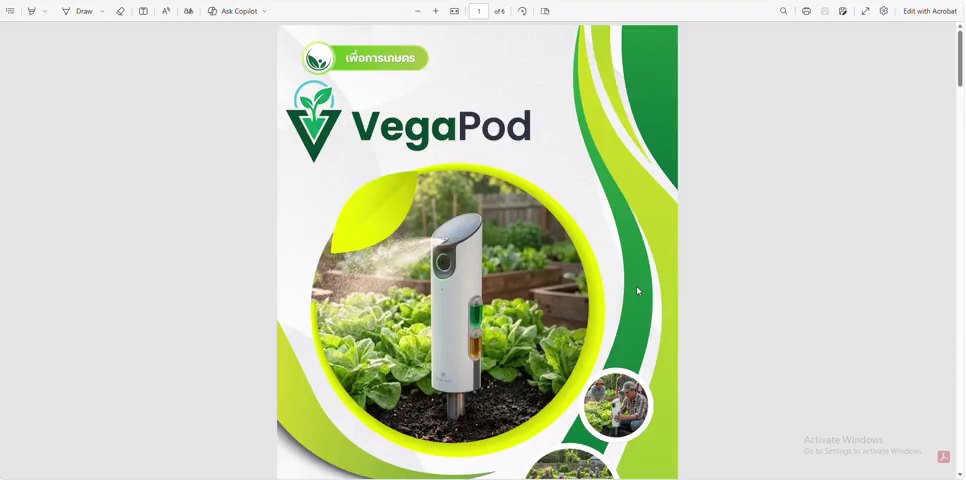 Draw
Ask Copilot
1
of 6
Edit with Acrobat
เพื่อการเกษตร
VegaPod
Activate Windows
Go to Settings to activate Windows.